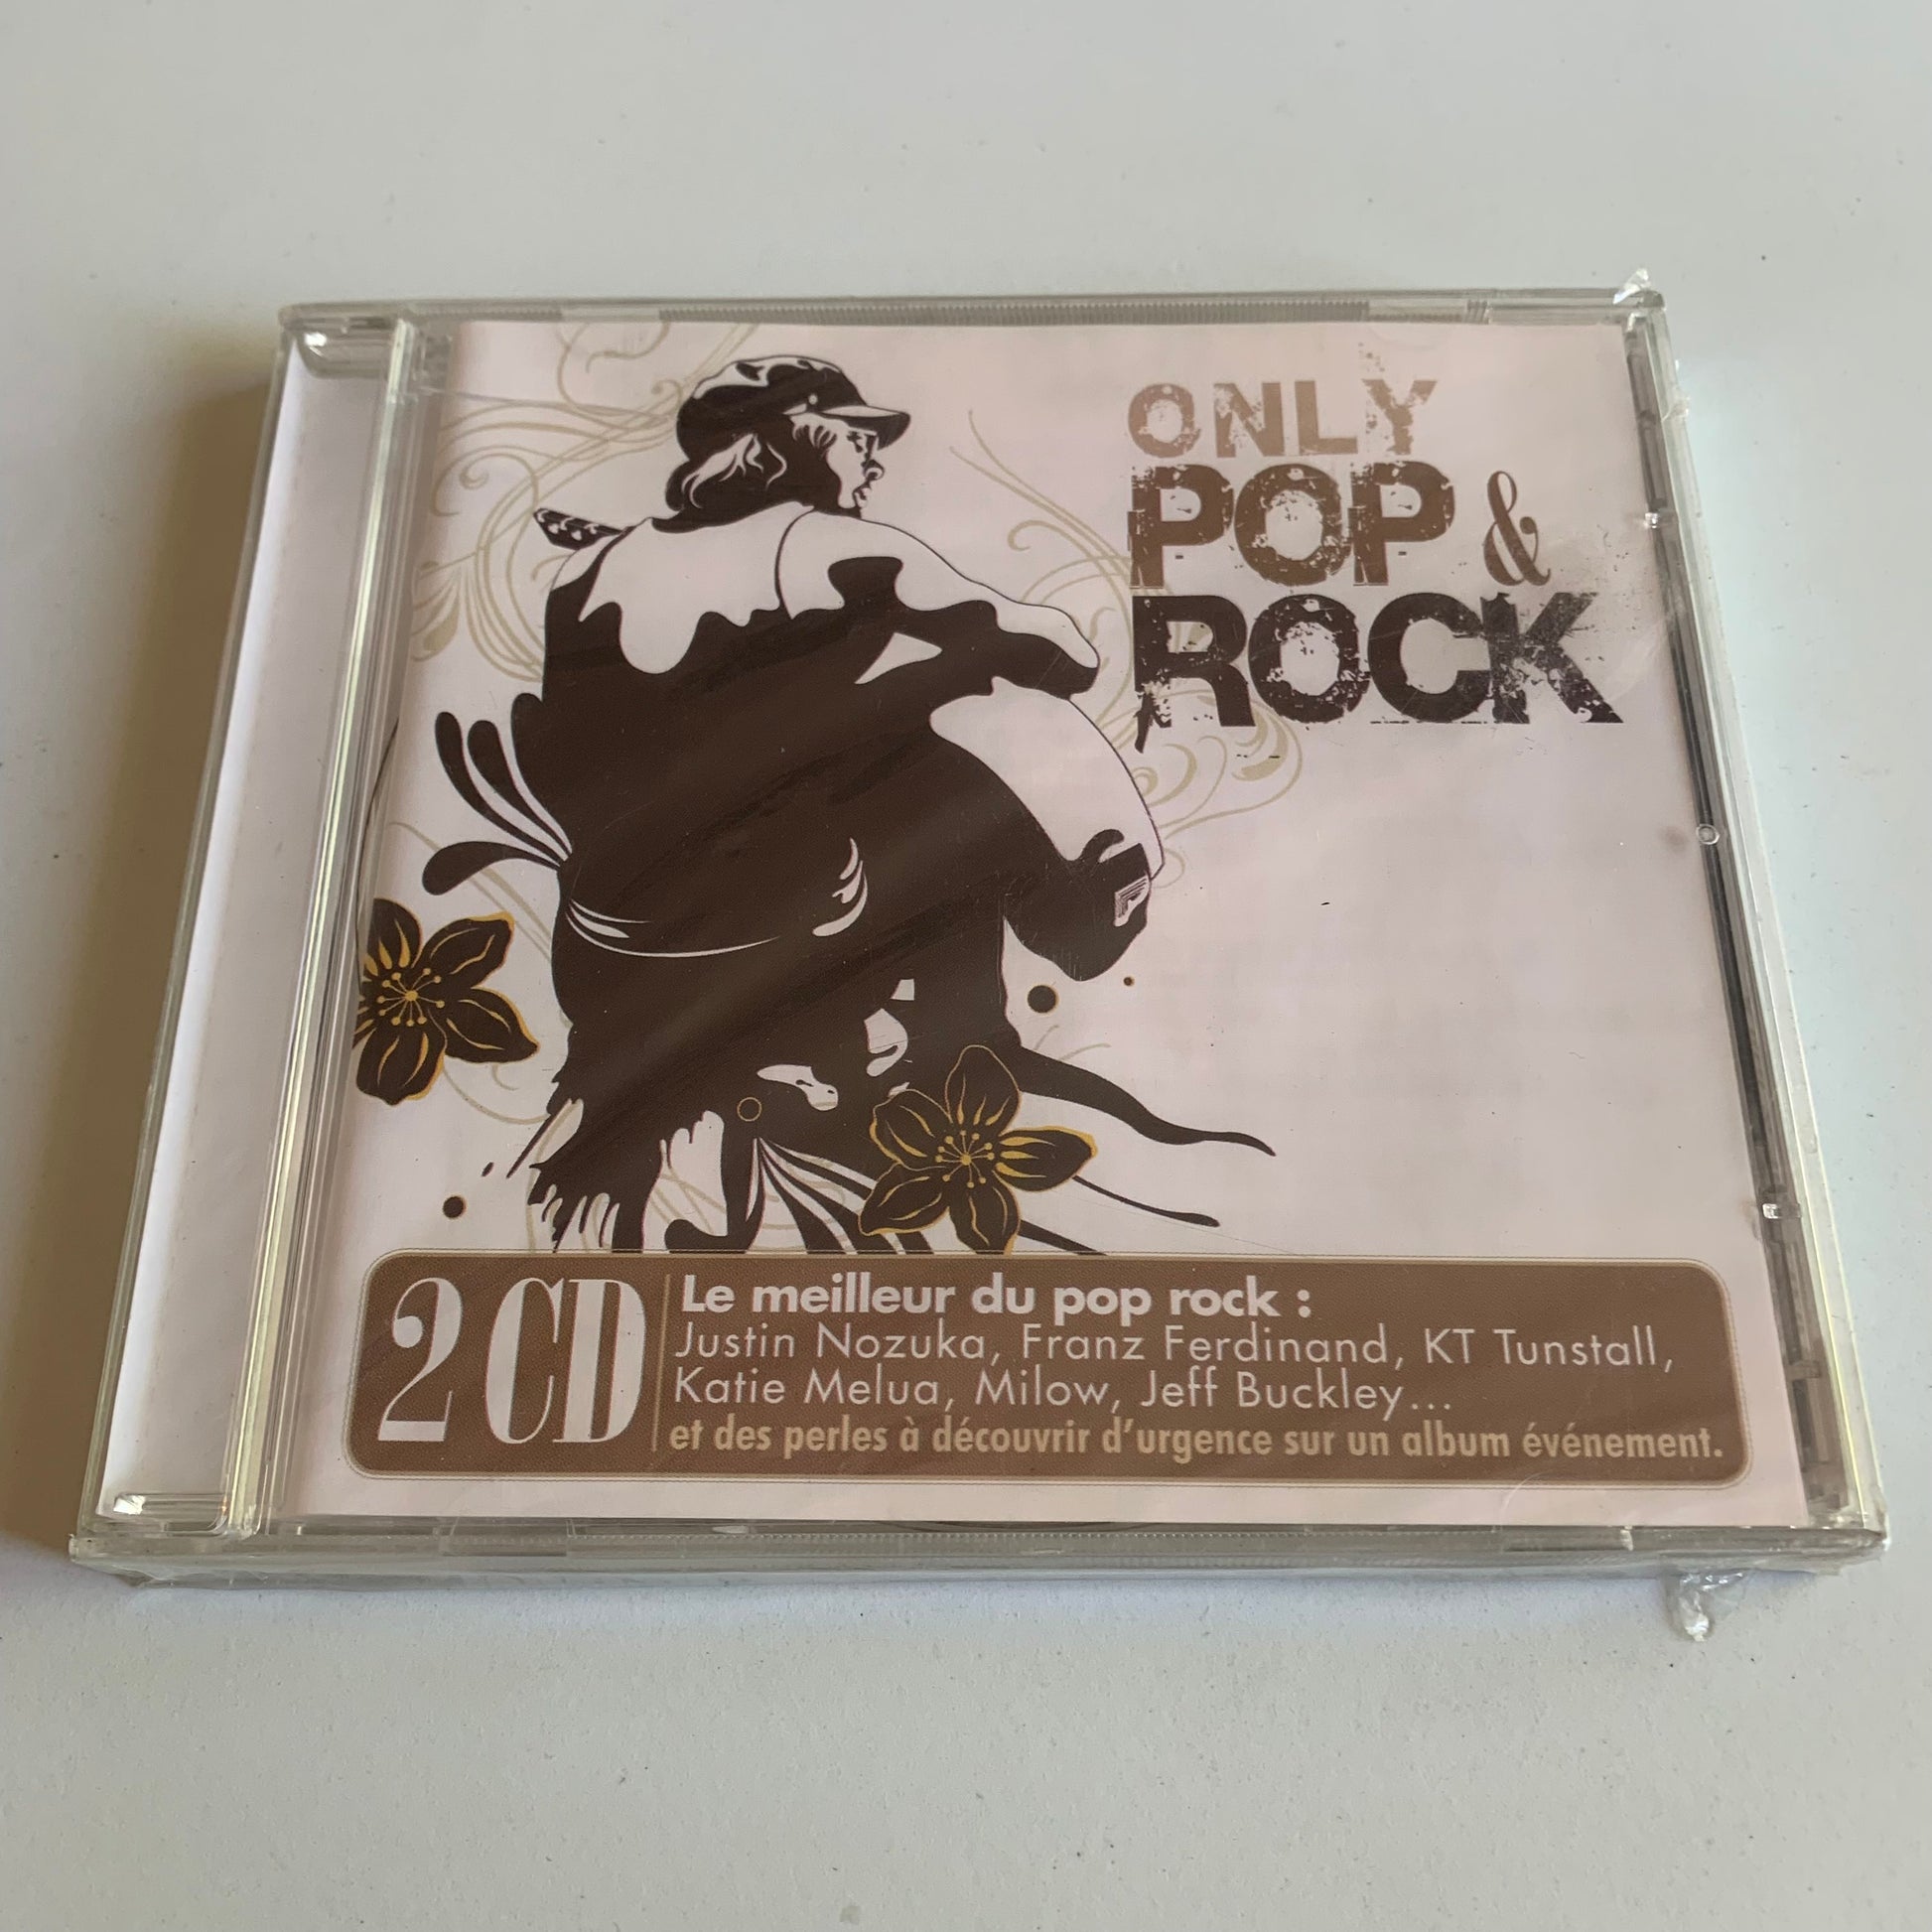 ONLY
POP &
ROCK
2 CD
Le meilleur du pop rock :
Justin Nozuka, Franz Ferdinand, KT Tunstall,
Katie Melua, Milow, Jeff Buckley...
et des perles à découvrir d'urgence sur un album événement.